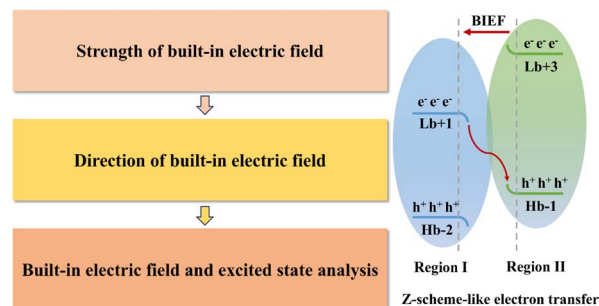 Strength of built-in electric field
Direction of built-in electric field
Built-in electric field and excited state analysis
BIEF
e⁻ e⁻ e⁻
Lb+3
e⁻ e⁻ e⁻
Lb+1
h⁺ h⁺ h⁺
Hb-1
h⁺ h⁺ h⁺
Hb-2
Region I
Region II
Z-scheme-like electron transfer